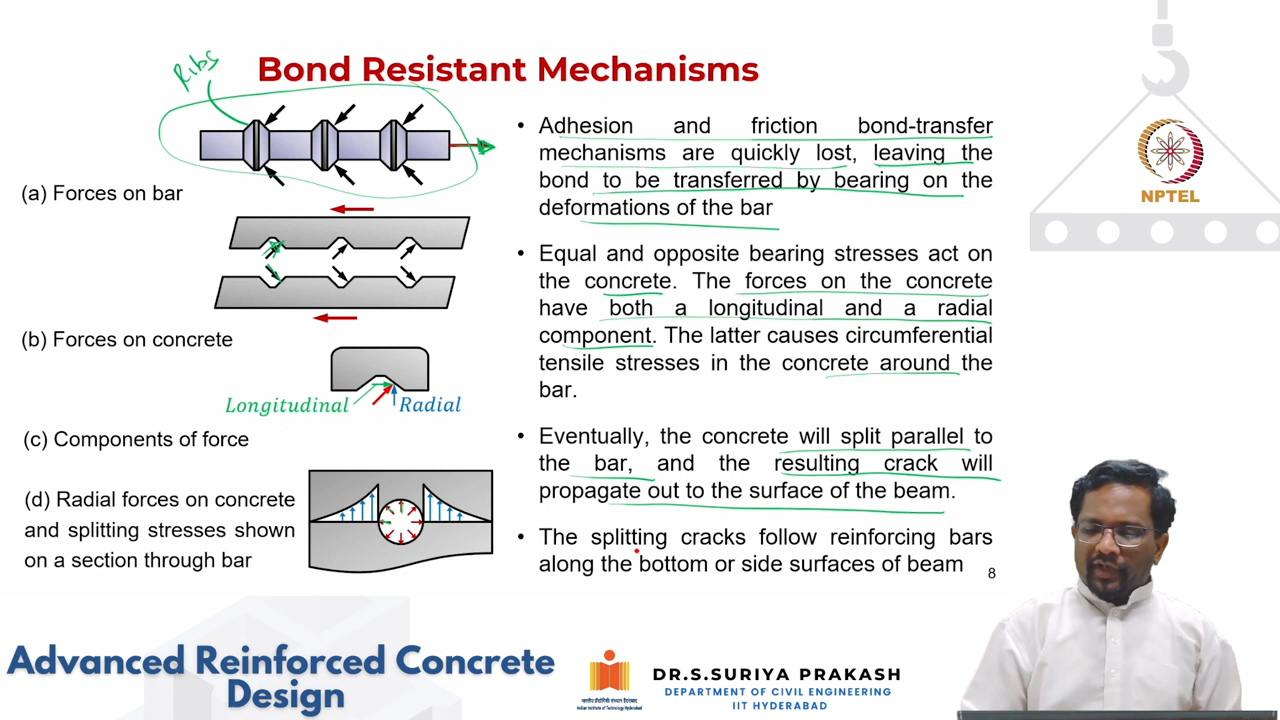 Bond Resistant Mechanisms
Ribs
(a) Forces on bar
(b) Forces on concrete
Longitudinal
Radial
(c) Components of force
(d) Radial forces on concrete
and splitting stresses shown
on a section through bar
• Adhesion and friction bond-transfer
mechanisms are quickly lost, leaving the
bond to be transferred by bearing on the
deformations of the bar
• Equal and opposite bearing stresses act on
the concrete. The forces on the concrete
have both a longitudinal and a radial
component. The latter causes circumferential
tensile stresses in the concrete around the
bar.
• Eventually, the concrete will split parallel to
the bar, and the resulting crack will
propagate out to the surface of the beam.
• The splitting cracks follow reinforcing bars
along the bottom or side surfaces of beam
8
NPTEL
Advanced Reinforced Concrete
Design
DR.S.SURIYA PRAKASH
DEPARTMENT OF CIVIL ENGINEERING
IIT HYDERABAD